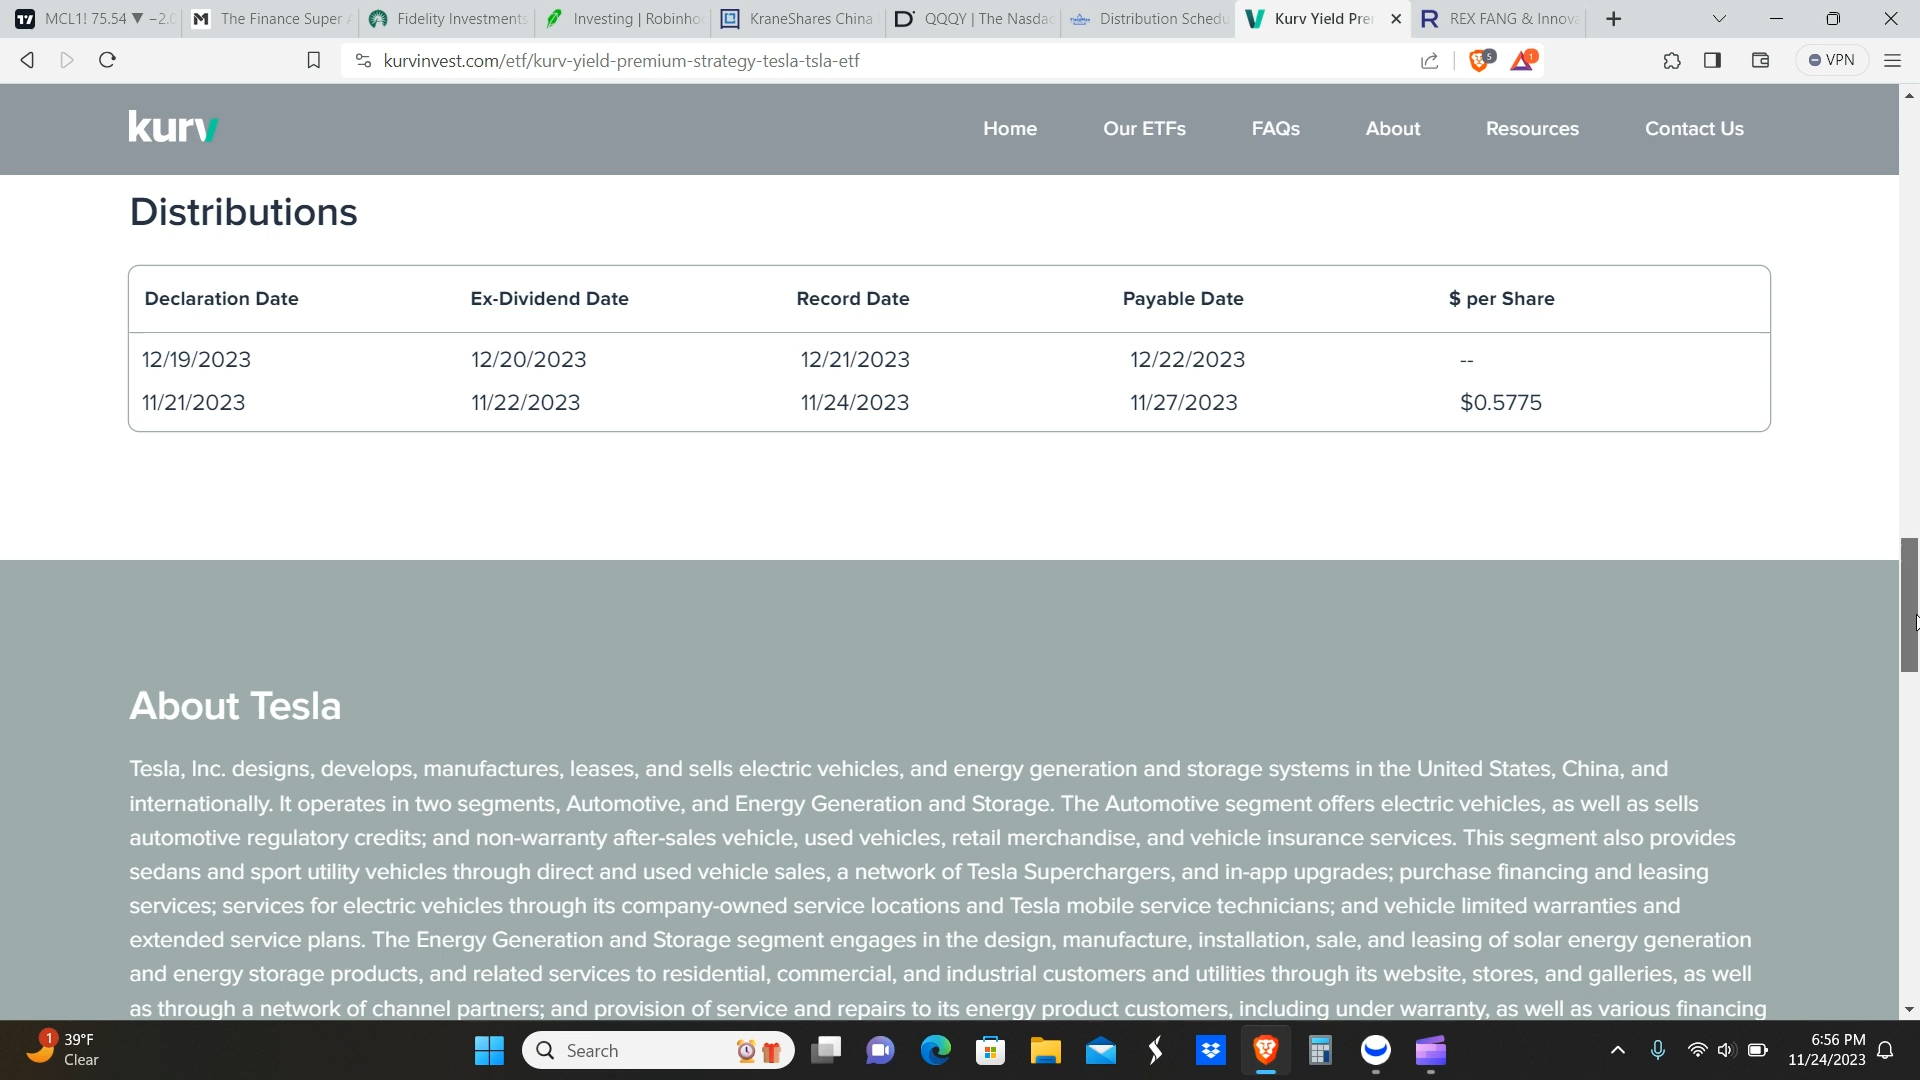 MCL1! 75.54 ▼ −2.0
The Finance Super A
Fidelity Investments
Investing | Robinhoo
KraneShares China
QQQY | The Nasdaq
Distribution Schedu
Kurv Yield Prem
REX FANG & Innova
kurvinvest.com/etf/kurv-yield-premium-strategy-tesla-tsla-etf
5
1
VPN
kurv
Home
Our ETFs
FAQs
About
Resources
Contact Us
Distributions
Declaration Date Ex-Dividend Date Record Date Payable Date $ per Share
12/19/2023 12/20/2023 12/21/2023 12/22/2023 --
11/21/2023 11/22/2023 11/24/2023 11/27/2023 $0.5775
About Tesla
Tesla, Inc. designs, develops, manufactures, leases, and sells electric vehicles, and energy generation and storage systems in the United States, China, and
internationally. It operates in two segments, Automotive, and Energy Generation and Storage. The Automotive segment offers electric vehicles, as well as sells
automotive regulatory credits; and non-warranty after-sales vehicle, used vehicles, retail merchandise, and vehicle insurance services. This segment also provides
sedans and sport utility vehicles through direct and used vehicle sales, a network of Tesla Superchargers, and in-app upgrades; purchase financing and leasing
services; services for electric vehicles through its company-owned service locations and Tesla mobile service technicians; and vehicle limited warranties and
extended service plans. The Energy Generation and Storage segment engages in the design, manufacture, installation, sale, and leasing of solar energy generation
and energy storage products, and related services to residential, commercial, and industrial customers and utilities through its website, stores, and galleries, as well
as through a network of channel partners; and provision of service and repairs to its energy product customers, including under warranty, as well as various financing
1
39°F
Clear
Search
6:56 PM
11/24/2023